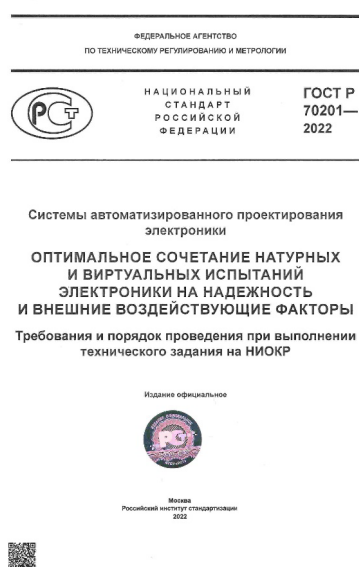 ФЕДЕРАЛЬНОЕ АГЕНТСТВО
ПО ТЕХНИЧЕСКОМУ РЕГУЛИРОВАНИЮ И МЕТРОЛОГИИ
НАЦИОНАЛЬНЫЙ
СТАНДАРТ
РОССИЙСКОЙ
ФЕДЕРАЦИИ
ГОСТ Р
70201—
2022
Системы автоматизированного проектирования
электроники
ОПТИМАЛЬНОЕ СОЧЕТАНИЕ НАТУРНЫХ
И ВИРТУАЛЬНЫХ ИСПЫТАНИЙ
ЭЛЕКТРОНИКИ НА НАДЕЖНОСТЬ
И ВНЕШНИЕ ВОЗДЕЙСТВУЮЩИЕ ФАКТОРЫ
Требования и порядок проведения при выполнении
технического задания на НИОКР
Издание официальное
Москва
Российский институт стандартизации
2022